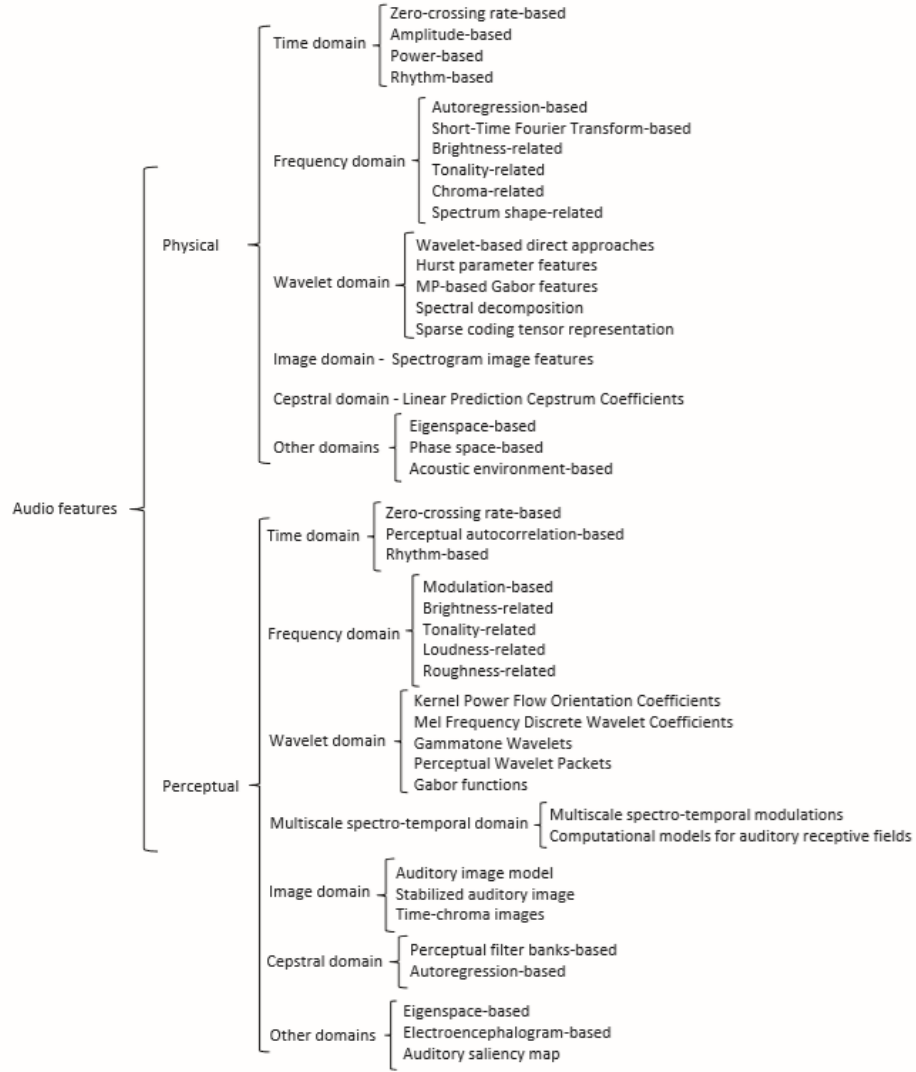 Audio features
Physical
Time domain
Zero-crossing rate-based
Amplitude-based
Power-based
Rhythm-based
Frequency domain
Autoregression-based
Short-Time Fourier Transform-based
Brightness-related
Tonality-related
Chroma-related
Spectrum shape-related
Wavelet domain
Wavelet-based direct approaches
Hurst parameter features
MP-based Gabor features
Spectral decomposition
Sparse coding tensor representation
Image domain - Spectrogram image features
Cepstral domain - Linear Prediction Cepstrum Coefficients
Other domains
Eigenspace-based
Phase space-based
Acoustic environment-based
Perceptual
Time domain
Zero-crossing rate-based
Perceptual autocorrelation-based
Rhythm-based
Frequency domain
Modulation-based
Brightness-related
Tonality-related
Loudness-related
Roughness-related
Wavelet domain
Kernel Power Flow Orientation Coefficients
Mel Frequency Discrete Wavelet Coefficients
Gammatone Wavelets
Perceptual Wavelet Packets
Gabor functions
Multiscale spectro-temporal domain
Multiscale spectro-temporal modulations
Computational models for auditory receptive fields
Image domain
Auditory image model
Stabilized auditory image
Time-chroma images
Cepstral domain
Perceptual filter banks-based
Autoregression-based
Other domains
Eigenspace-based
Electroencephalogram-based
Auditory saliency map